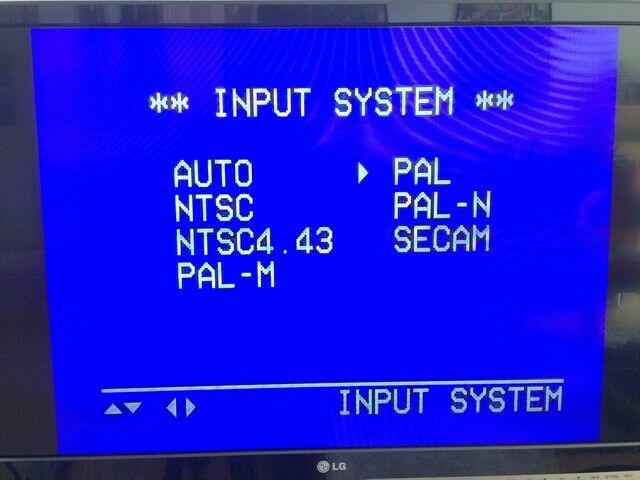 ** INPUT SYSTEM **
AUTO ▶ PAL
NTSC PAL-N
NTSC4.43 SECAM
PAL-M
▲▼ ◀▶ INPUT SYSTEM
LG